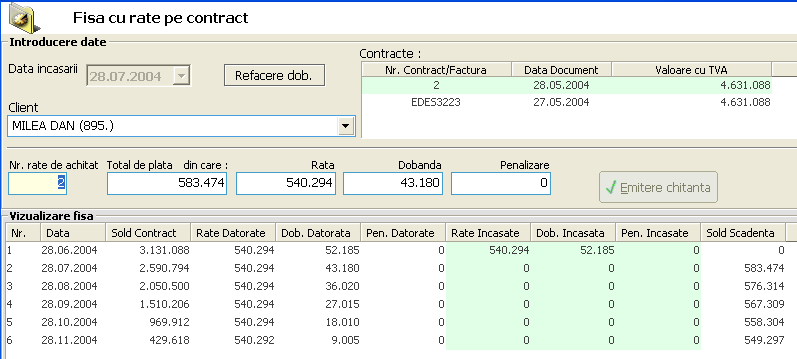 Fisa cu rate pe contract
Introducere date
Contracte :
Data incasarii 28.07.2004 Refacere dob.
Nr. Contract/Factura Data Document Valoare cu TVA
2 28.05.2004 4.631.088
EDES3223 27.05.2004 4.631.088
Client
MILEA DAN (895.)
Nr. rate de achitat Total de plata din care : Rata Dobanda Penalizare
2 583.474 540.294 43.180 0 Emitere chitanta
Vizualizare fisa
Nr. Data Sold Contract Rate Datorate Dob. Datorata Pen. Datorate Rate Incasate Dob. Incasata Pen. Incasate Sold Scadenta
1 28.06.2004 3.131.088 540.294 52.185 0 540.294 52.185 0 0
2 28.07.2004 2.590.794 540.294 43.180 0 0 0 0 583.474
3 28.08.2004 2.050.500 540.294 36.020 0 0 0 0 576.314
4 28.09.2004 1.510.206 540.294 27.015 0 0 0 0 567.309
5 28.10.2004 969.912 540.294 18.010 0 0 0 0 558.304
6 28.11.2004 429.618 540.292 9.005 0 0 0 0 549.297